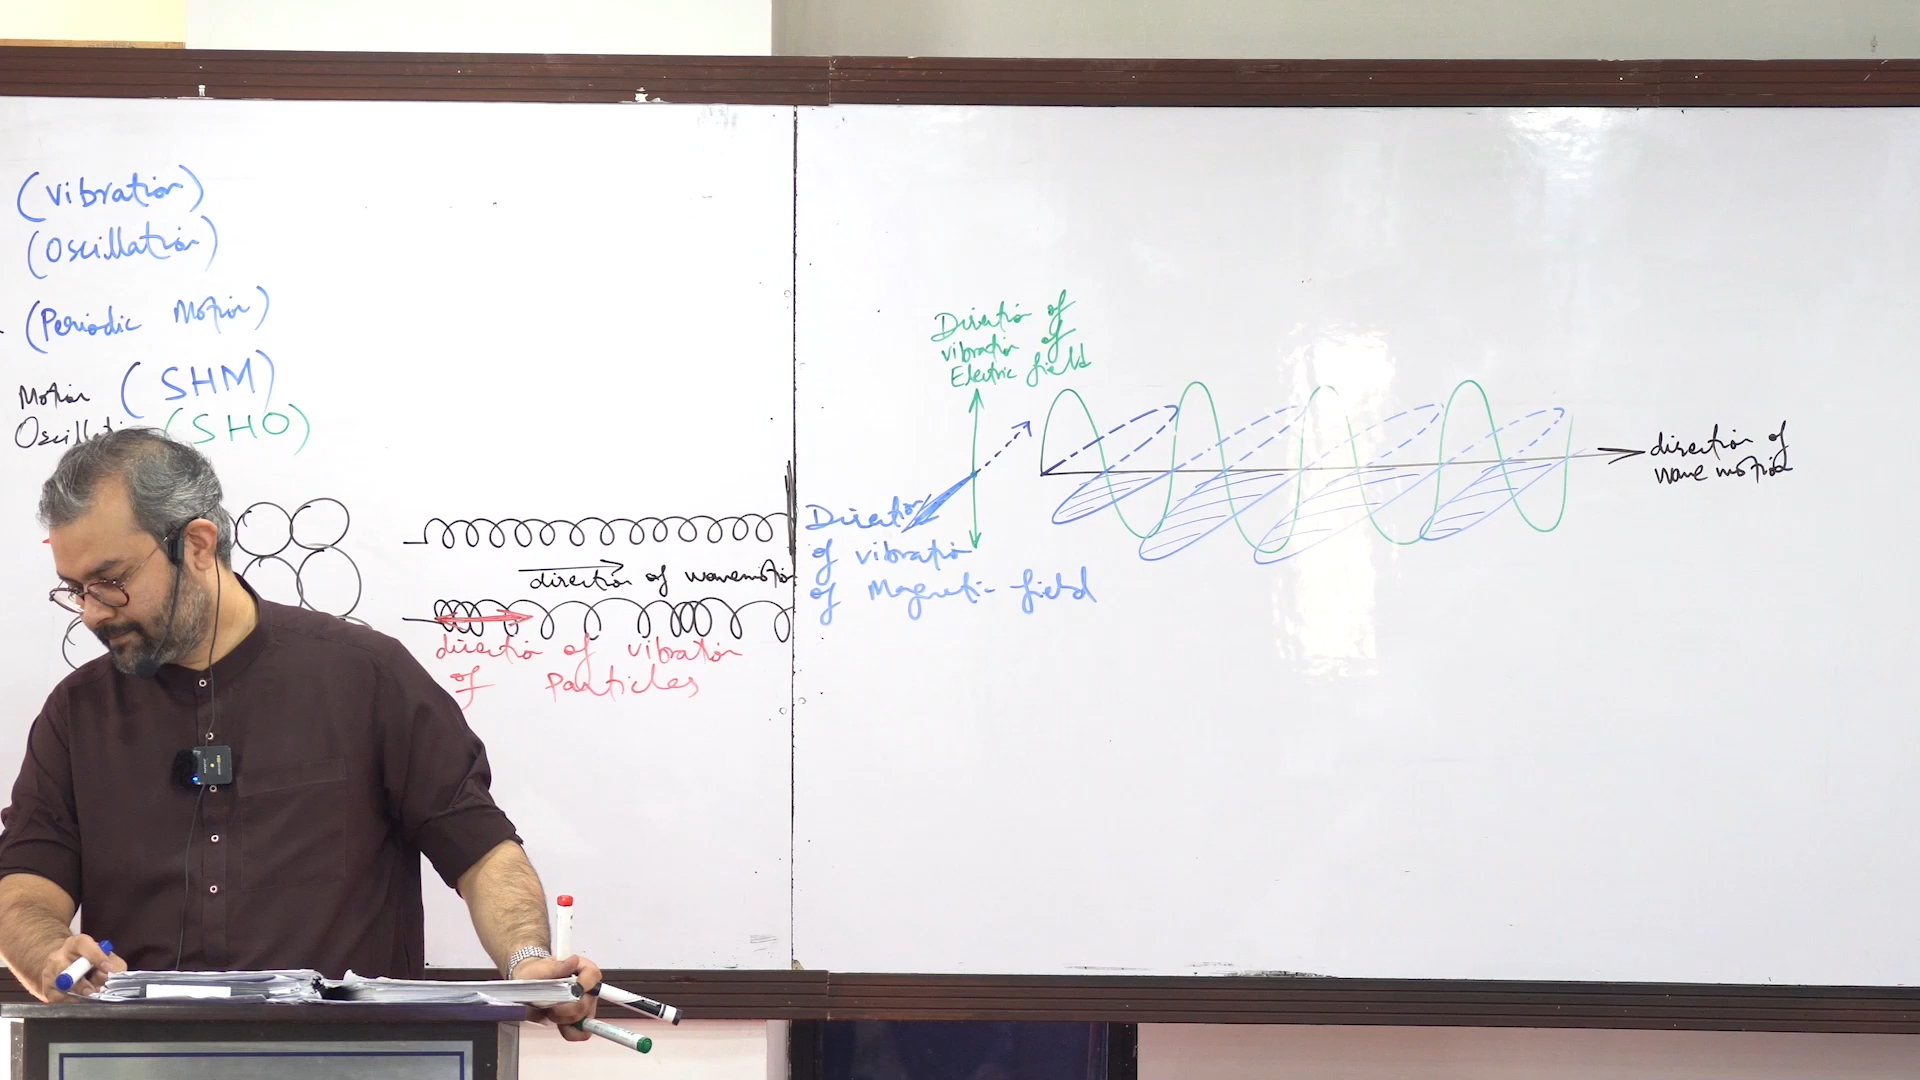 (Vibration)
(Oscillation)
(Periodic Motion)
Motion (SHM)
(SHO)
direction of wavemotion
direction of vibration
of Particles
Direction of
vibration of
Electric field
Direction
of vibration
of Magnetic field
direction of
wave motion